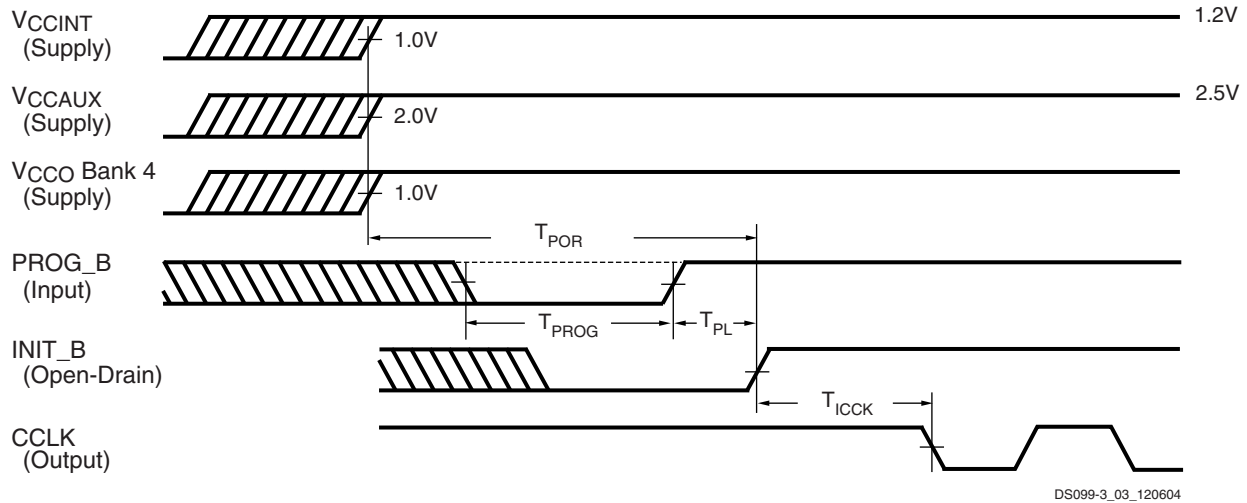 VCCINT
(Supply)
1.0V
1.2V
VCCAUX
(Supply)
2.0V
2.5V
VCCO Bank 4
(Supply)
1.0V
TPOR
PROG_B
(Input)
TPROG
TPL
INIT_B
(Open-Drain)
TICCK
CCLK
(Output)
DS099-3_03_120604